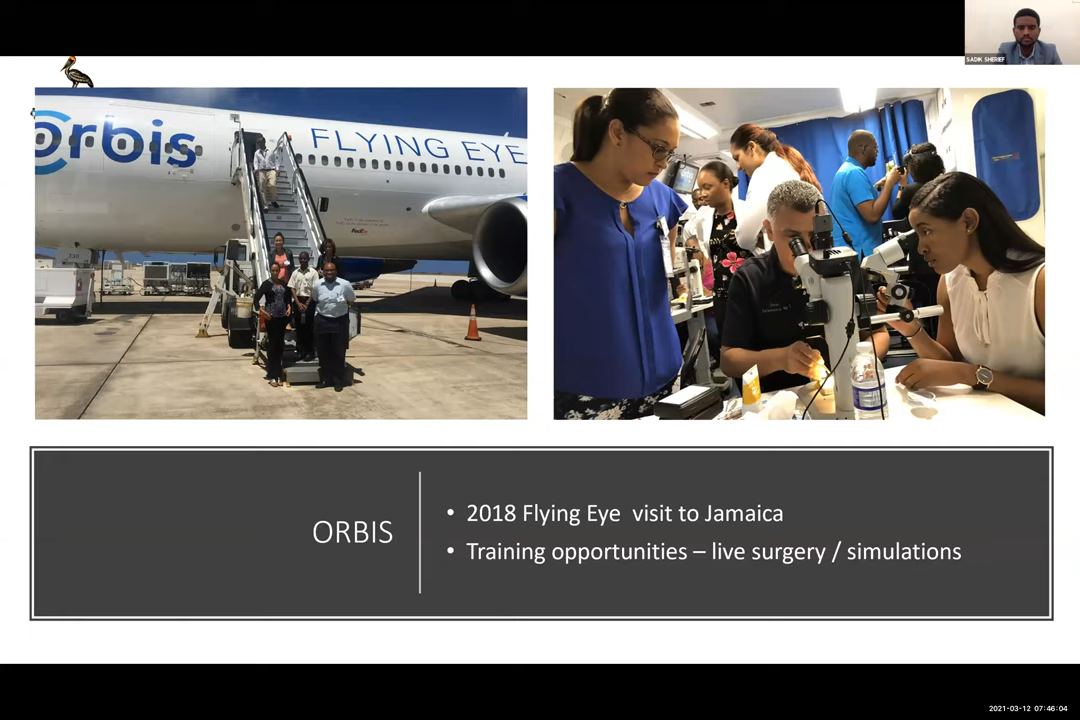 SADIK SHERIEF
Orbis
FLYING EYE
FedEx
ORBIS
• 2018 Flying Eye visit to Jamaica
• Training opportunities – live surgery / simulations
2021-03-12 07:46:04